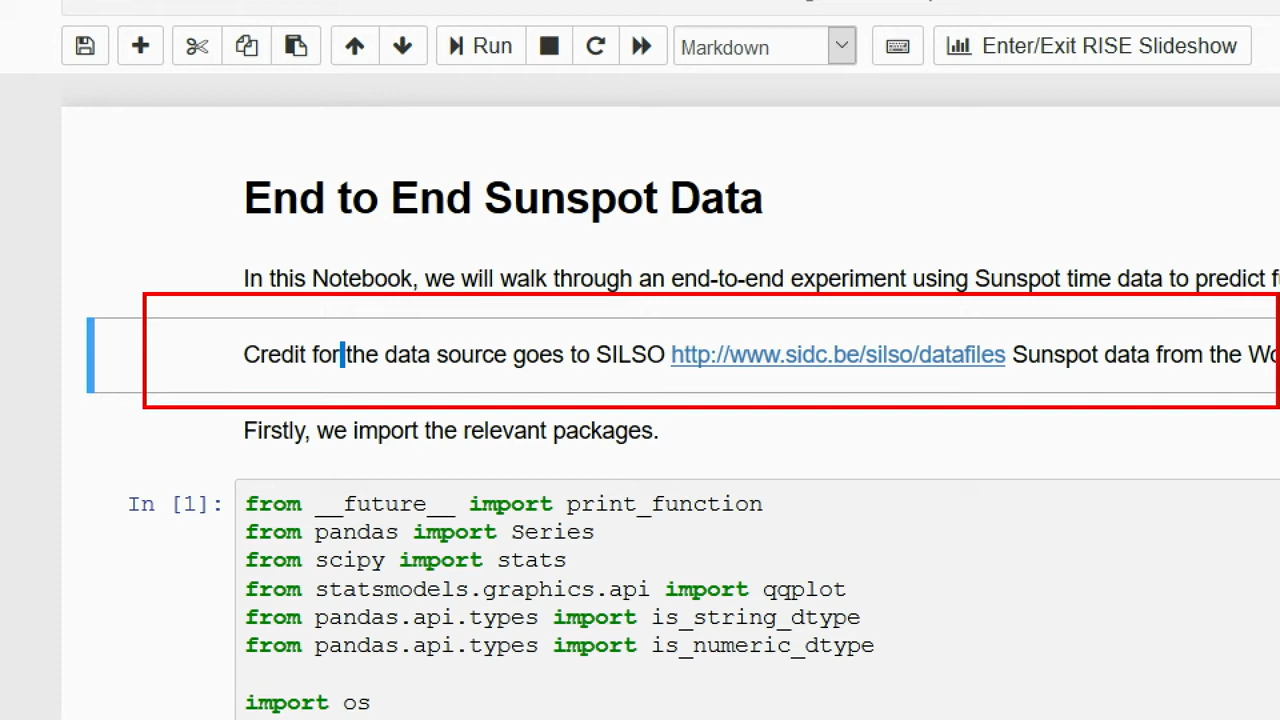 Run
Markdown
Enter/Exit RISE Slideshow
End to End Sunspot Data
In this Notebook, we will walk through an end-to-end experiment using Sunspot time data to predict
Credit for the data source goes to SILSO http://www.sidc.be/silso/datafiles Sunspot data from the
Firstly, we import the relevant packages.
In [1]:
from __future__ import print_function
from pandas import Series
from scipy import stats
from statsmodels.graphics.api import qqplot
from pandas.api.types import is_string_dtype
from pandas.api.types import is_numeric_dtype
import os